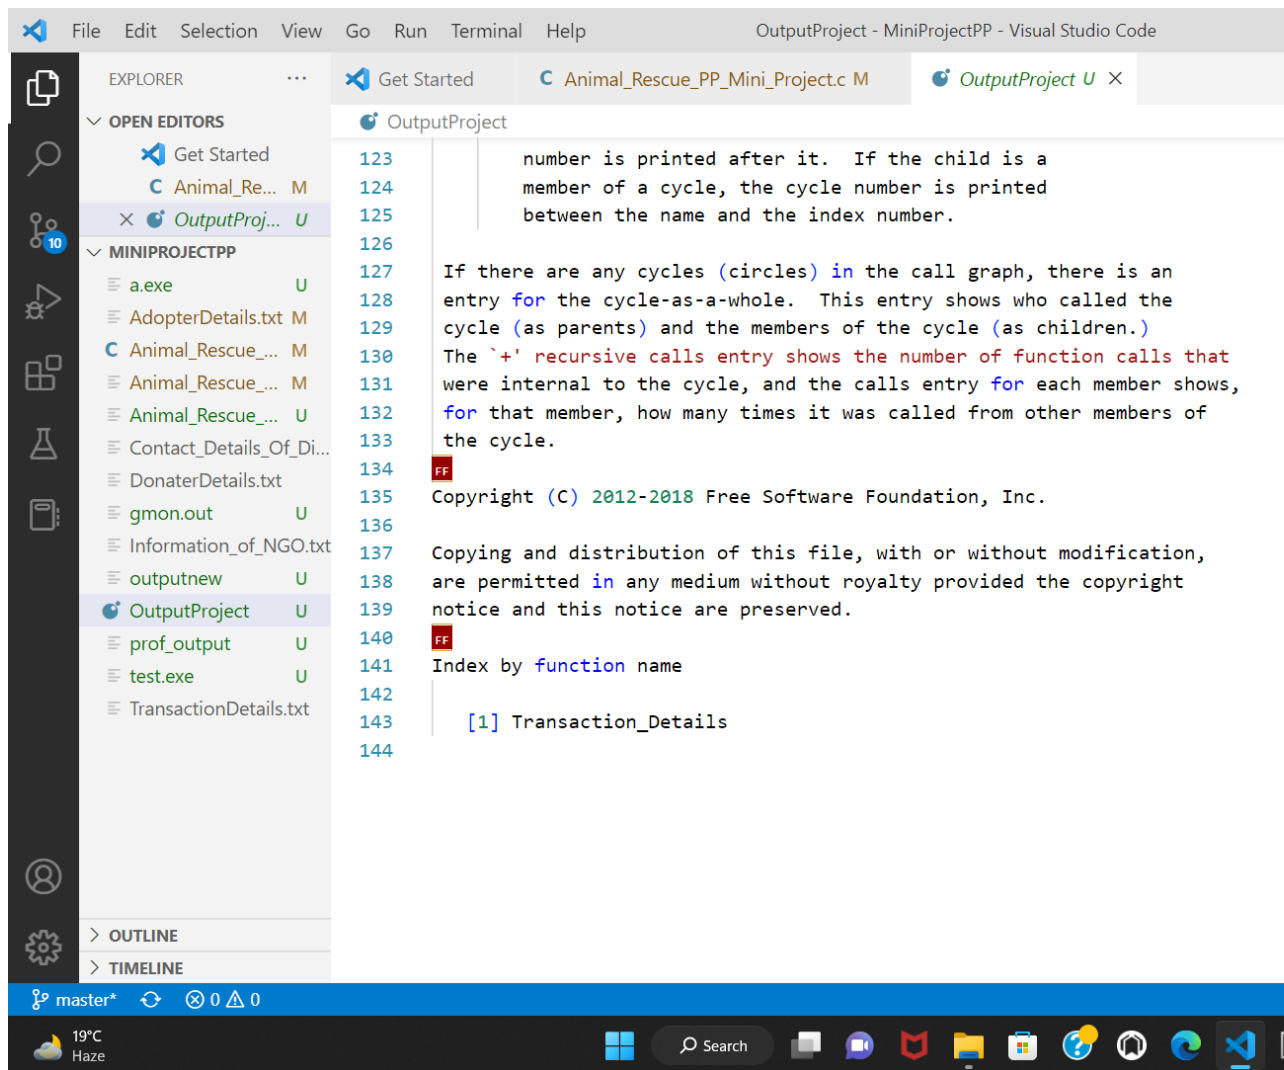 File Edit Selection View Go Run Terminal Help OutputProject - MiniProjectPP - Visual Studio Code
EXPLORER ...
Get Started
C Animal_Rescue_PP_Mini_Project.c M
OutputProject U
OPEN EDITORS
Get Started
C Animal_Re... M
OutputProj... U
10
MINIPROJECTPP
a.exe U
AdopterDetails.txt M
C Animal_Rescue_... M
Animal_Rescue_... M
Animal_Rescue_... U
Contact_Details_Of_Di...
DonaterDetails.txt
gmon.out U
Information_of_NGO.txt
outputnew U
OutputProject U
prof_output U
test.exe U
TransactionDetails.txt
OUTLINE
TIMELINE
OutputProject
123 number is printed after it.  If the child is a
124 member of a cycle, the cycle number is printed
125 between the name and the index number.
126
127 If there are any cycles (circles) in the call graph, there is an
128 entry for the cycle-as-a-whole.  This entry shows who called the
129 cycle (as parents) and the members of the cycle (as children.)
130 The `+' recursive calls entry shows the number of function calls that
131 were internal to the cycle, and the calls entry for each member shows,
132 for that member, how many times it was called from other members of
133 the cycle.
134 FF
135 Copyright (C) 2012-2018 Free Software Foundation, Inc.
136
137 Copying and distribution of this file, with or without modification,
138 are permitted in any medium without royalty provided the copyright
139 notice and this notice are preserved.
140 FF
141 Index by function name
142
143 [1] Transaction_Details
144
master* 0 0
19°C
Haze
Search